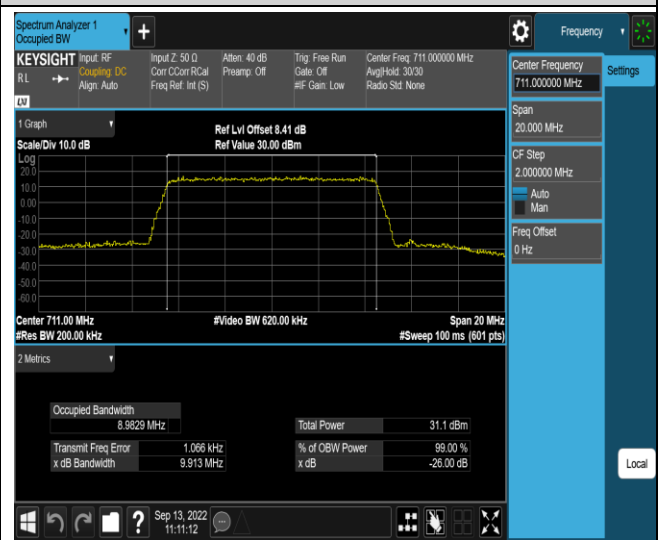 Spectrum Analyzer 1
Occupied BW
+
Frequency
KEYSIGHT
RL
LXI
Input: RF
Coupling: DC
Align: Auto
Input Z: 50 Ω
Corr CCorr RCal
Freq Ref: Int (S)
Atten: 40 dB
Preamp: Off
Trig: Free Run
Gate: Off
#IF Gain: Low
Center Freq: 711.000000 MHz
Avg|Hold: 30/30
Radio Std: None
Center Frequency
711.000000 MHz
Settings
Span
20.000 MHz
CF Step
2.000000 MHz
Auto
Man
Freq Offset
0 Hz
1 Graph
Scale/Div 10.0 dB
Ref Lvl Offset 8.41 dB
Ref Value 30.00 dBm
Log
20.0
10.0
0.00
-10.0
-20.0
-30.0
-40.0
-50.0
-60.0
Center 711.00 MHz
#Res BW 200.00 kHz
#Video BW 620.00 kHz
Span 20 MHz
#Sweep 100 ms (601 pts)
2 Metrics
Occupied Bandwidth
8.9829 MHz
Total Power 31.1 dBm
Transmit Freq Error 1.066 kHz
% of OBW Power 99.00 %
x dB Bandwidth 9.913 MHz
x dB -26.00 dB
Local
?
Sep 13, 2022
11:11:12